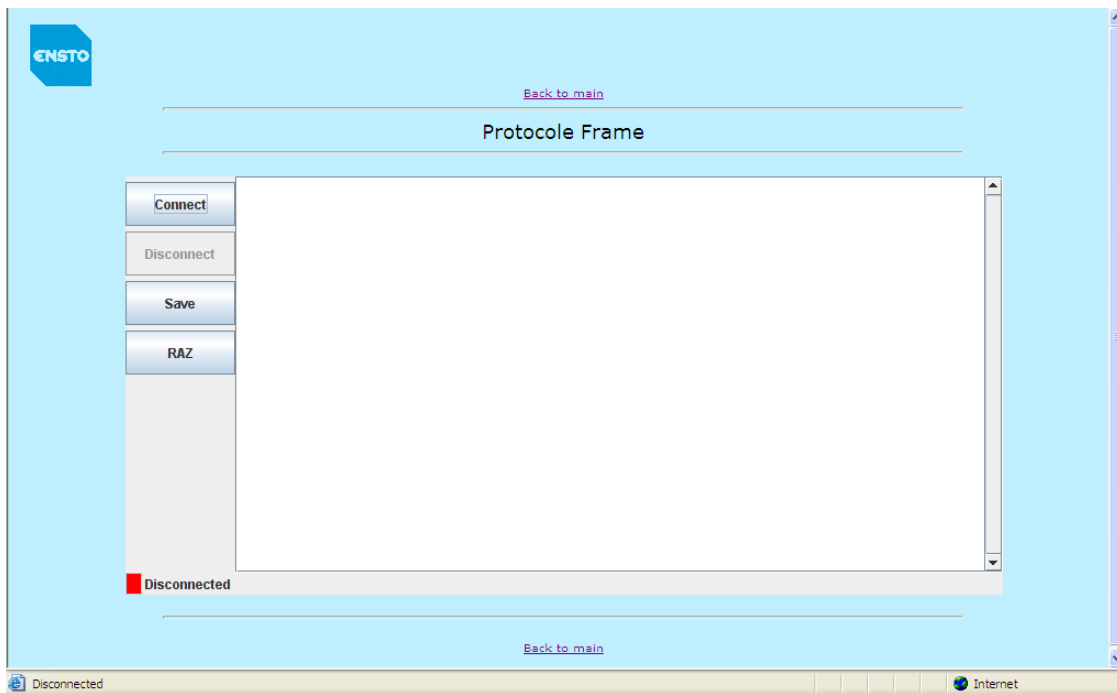 ENSTO
Back to main
Protocole Frame
Connect
Disconnect
Save
RAZ
Disconnected
Back to main
Disconnected
Internet